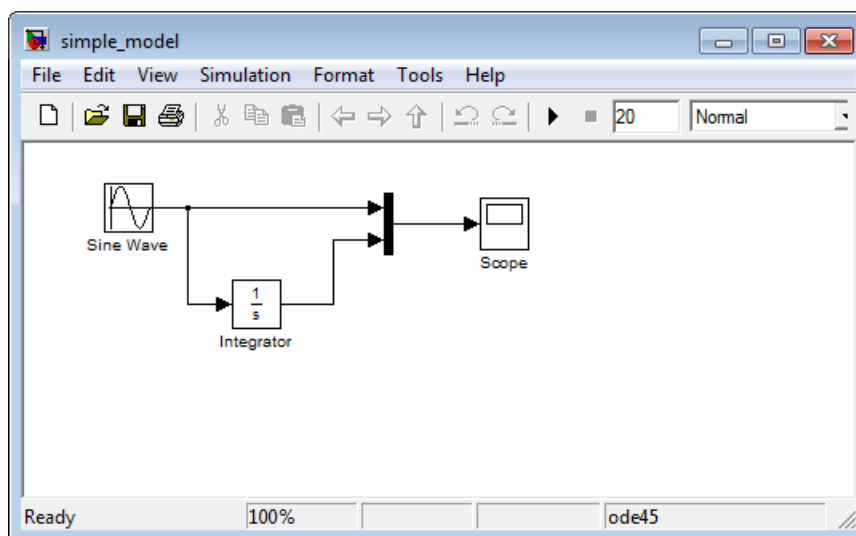 simple_model
File Edit View Simulation Format Tools Help
20 Normal
Sine Wave
Scope
1
s
Integrator
Ready 100% ode45